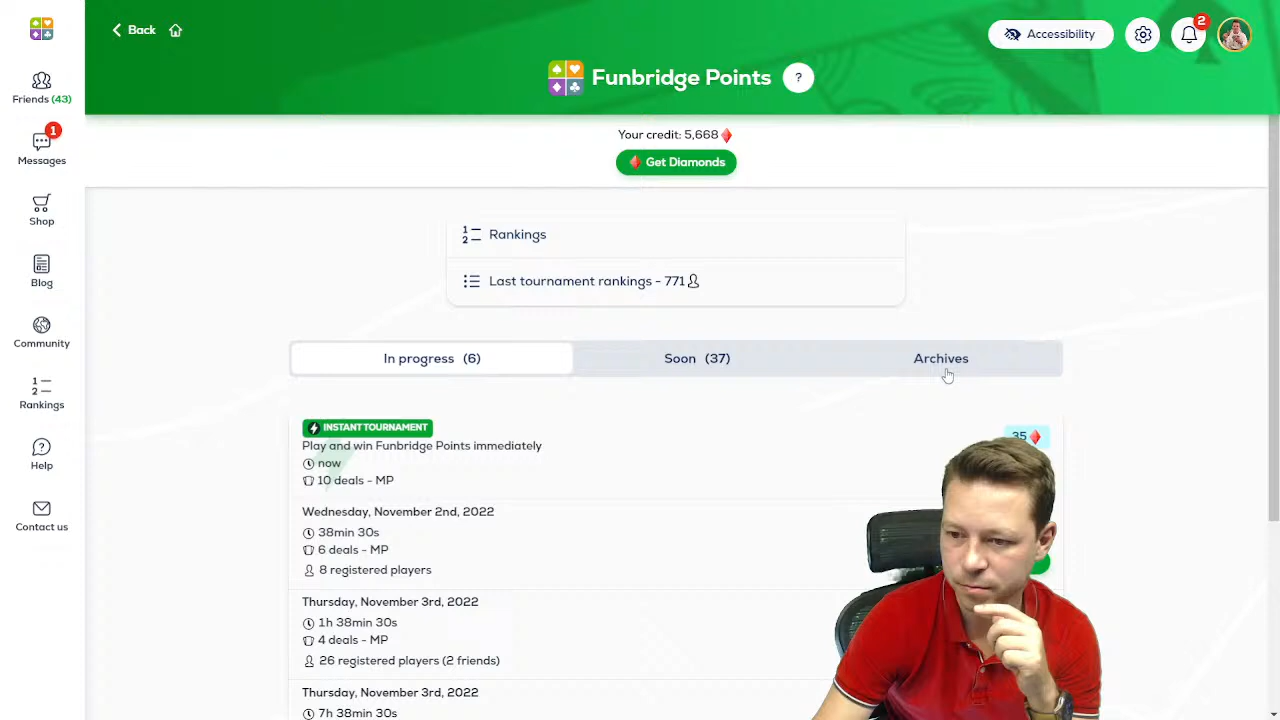 Back
Accessibility
2
Funbridge Points
?
Friends (43)
Your credit: 5,668
Get Diamonds
1
Messages
Shop
Rankings
Blog
Last tournament rankings - 771
Community
In progress (6)
Soon (37)
Archives
Rankings
INSTANT TOURNAMENT
Play and win Funbridge Points immediately
35
now
10 deals - MP
Help
Wednesday, November 2nd, 2022
38min 30s
6 deals - MP
8 registered players
Contact us
Thursday, November 3rd, 2022
1h 38min 30s
4 deals - MP
26 registered players (2 friends)
Thursday, November 3rd, 2022
7h 38min 30s